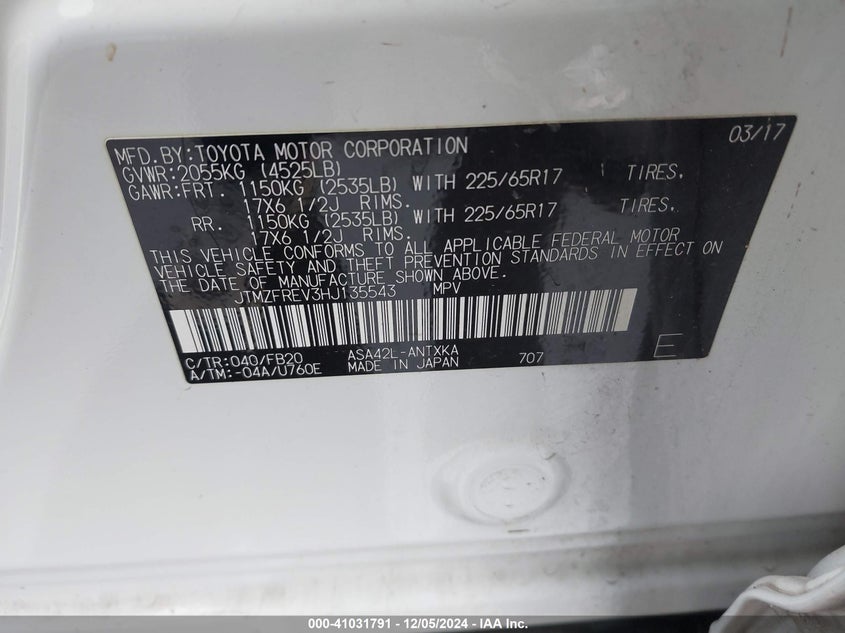 03/17
MFD.BY:TOYOTA MOTOR CORPORATION
GVWR:2055KG (4525LB)
GAWR:FRT. 1150KG (2535LB) WITH 225/65R17 TIRES.
17X6 1/2J RIMS.
RR. 1150KG (2535LB) WITH 225/65R17 TIRES.
17X6 1/2J RIMS.
THIS VEHICLE CONFORMS TO ALL APPLICABLE FEDERAL MOTOR
VEHICLE SAFETY AND THEFT PREVENTION STANDARDS IN EFFECT ON
THE DATE OF MANUFACTURE SHOWN ABOVE.
JTMZFREV3HJ135543 MPV
C/TR:040/FB20 ASA42L-ANTXKA
A/TM:-04A/U760E MADE IN JAPAN 707 E
000-41031791 - 12/05/2024 - IAA Inc.